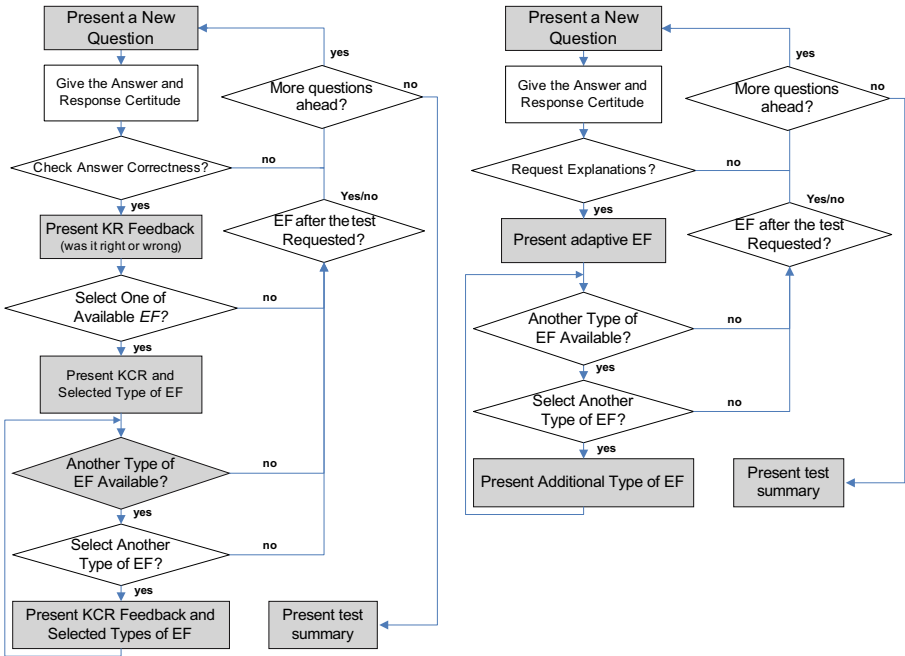 Present a New
Question
yes
Give the Answer and
Response Certitude
More questions
ahead?
no
Check Answer Correctness?
no
yes
Yes/no
Present KR Feedback
(was it right or wrong)
EF after the test
Requested?
Select One of
Available EF?
no
yes
Present KCR and
Selected Type of EF
Another Type of
EF Available?
no
yes
Select Another
Type of EF?
no
yes
Present KCR Feedback and
Selected Types of EF
Present test
summary
Present a New
Question
yes
Give the Answer and
Response Certitude
More questions
ahead?
no
Request Explanations?
no
yes
Yes/no
Present adaptive EF
EF after the test
Requested?
Another Type of
EF Available?
no
yes
Select Another
Type of EF?
no
yes
Present Additional Type of EF
Present test
summary